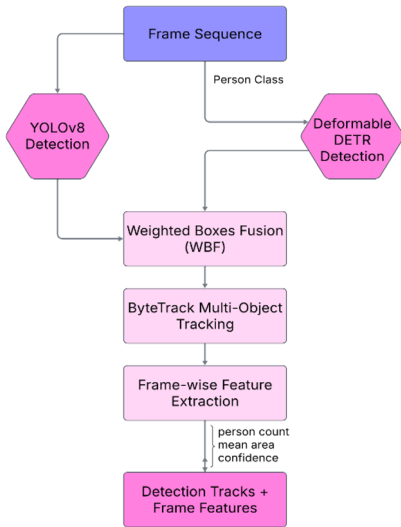 Frame Sequence
Person Class
YOLOv8
Detection
Deformable
DETR
Detection
Weighted Boxes Fusion
(WBF)
ByteTrack Multi-Object
Tracking
Frame-wise Feature
Extraction
person count
mean area
confidence
Detection Tracks +
Frame Features